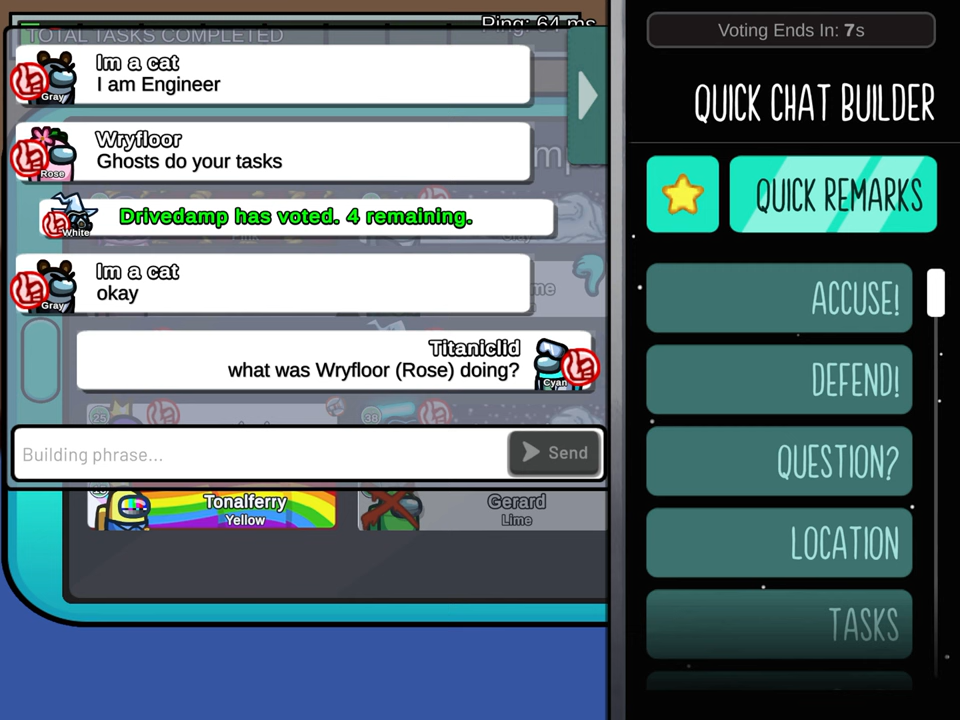 Ping: 64 ms
TOTAL TASKS COMPLETED
Im a cat
I am Engineer
Gray
Wryfloor
Ghosts do your tasks
Rose
Drivedamp has voted. 4 remaining.
White
Im a cat
okay
Gray
Titaniclid
what was Wryfloor (Rose) doing?
Cyan
Building phrase...
Send
Tonalferry
Yellow
Gerard
Lime
Voting Ends In: 7s
QUICK CHAT BUILDER
QUICK REMARKS
ACCUSE!
DEFEND!
QUESTION?
LOCATION
TASKS